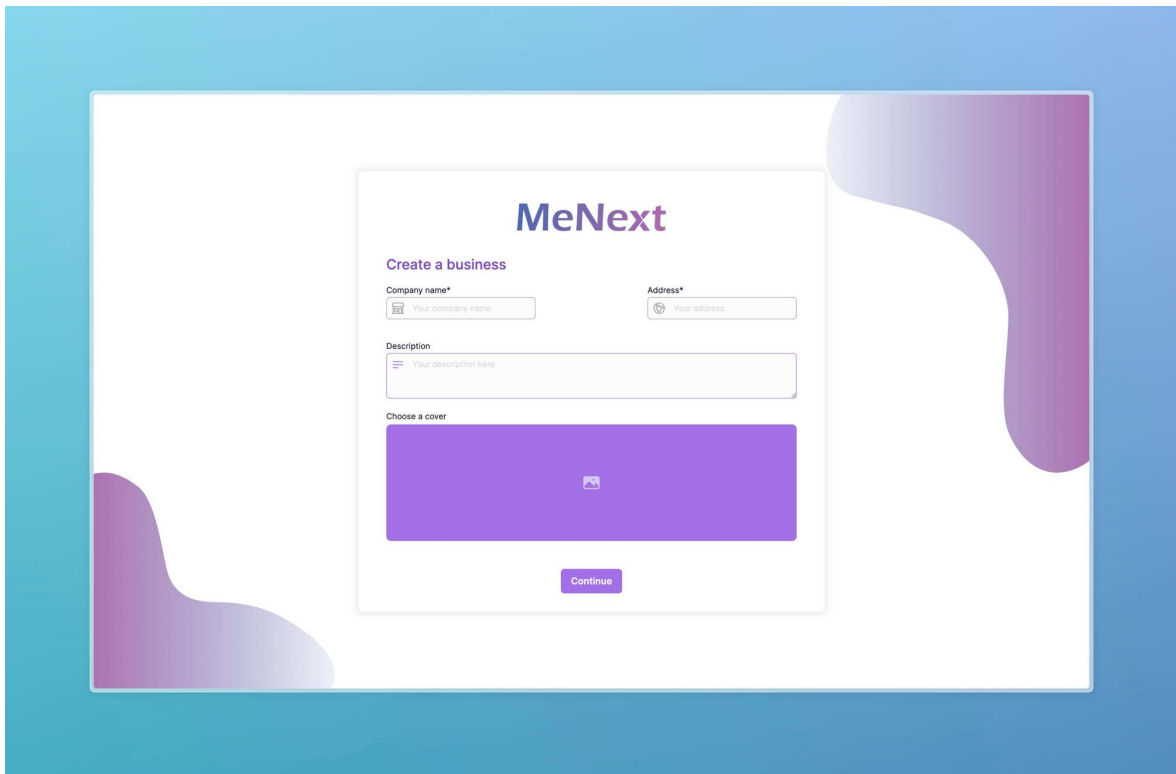 MeNext
Create a business
Company name* Address*
Your company name Your address
Description
Your description here
Choose a cover
Continue